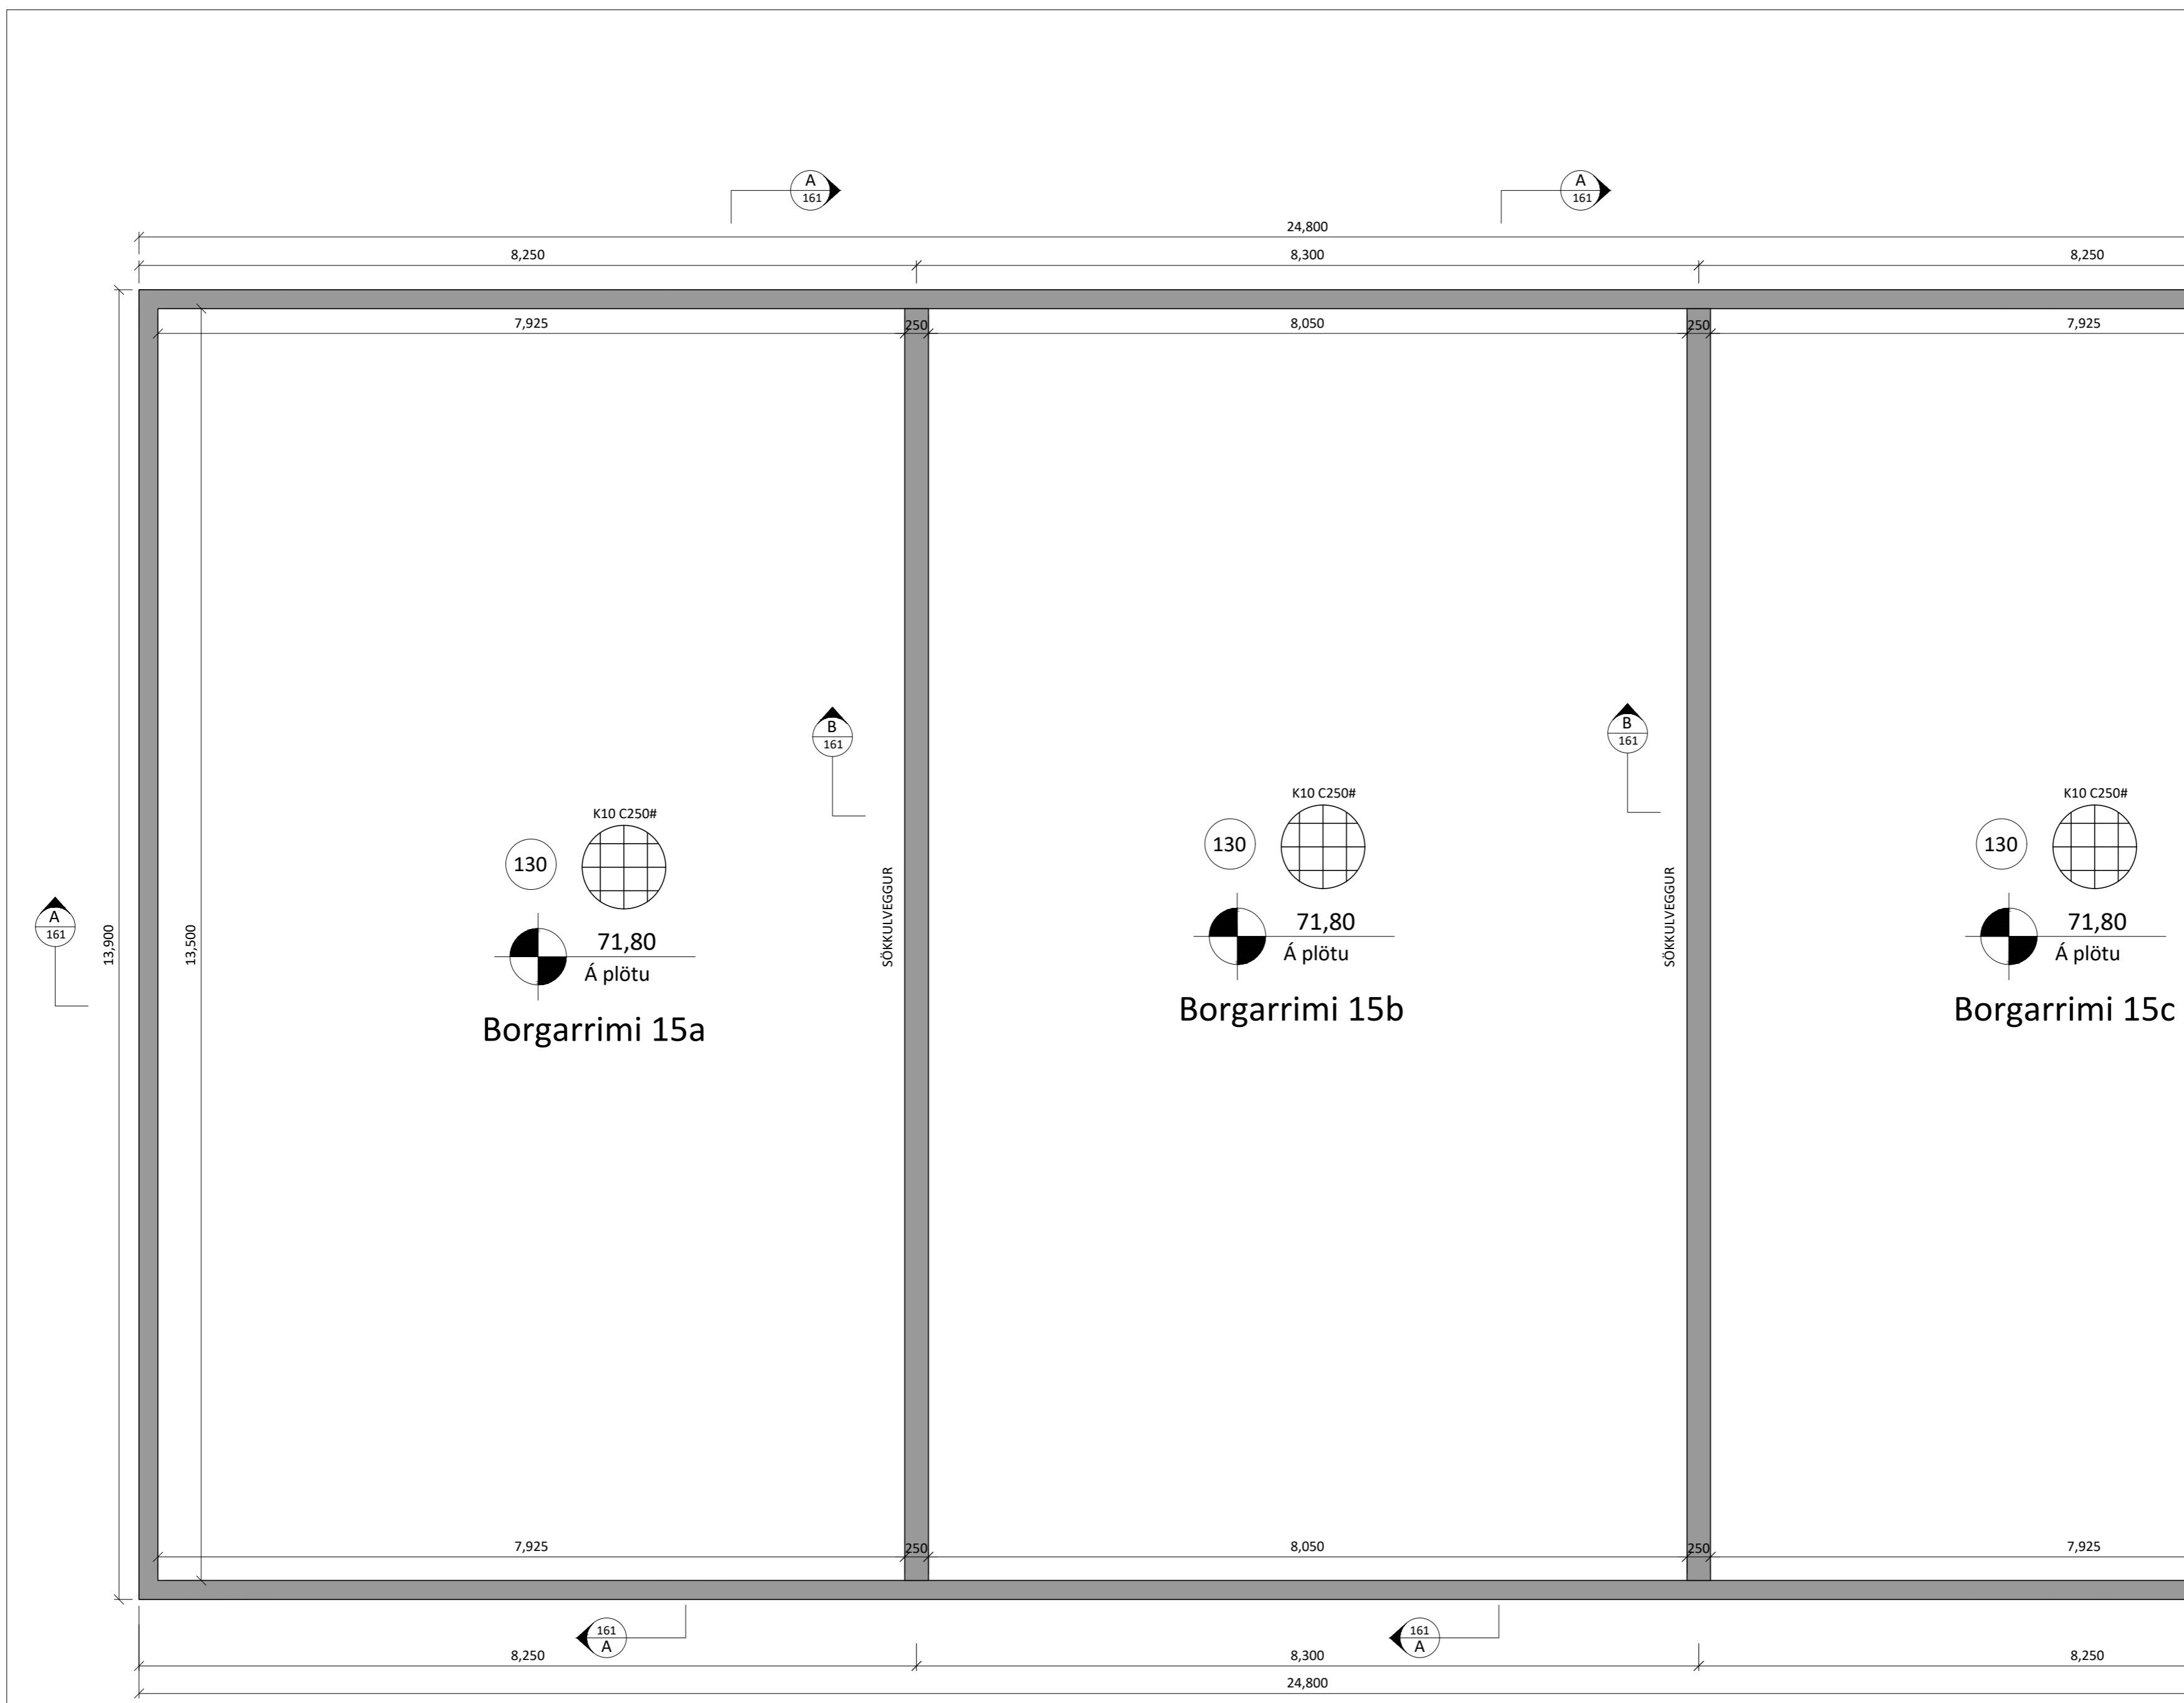 A
161
A
161
24,800
8,250
8,300
8,250
7,925
250
8,050
250
7,925
B
161
B
161
K10 C250#
K10 C250#
K10 C250#
130
130
130
SÖKKULVEGGUR
SÖKKULVEGGUR
A
161
13,900
13,500
71,80
Á plötu
71,80
Á plötu
71,80
Á plötu
Borgarrimi 15a
Borgarrimi 15b
Borgarrimi 15c
7,925
250
8,050
250
7,925
161
A
161
A
8,250
8,300
8,250
24,800